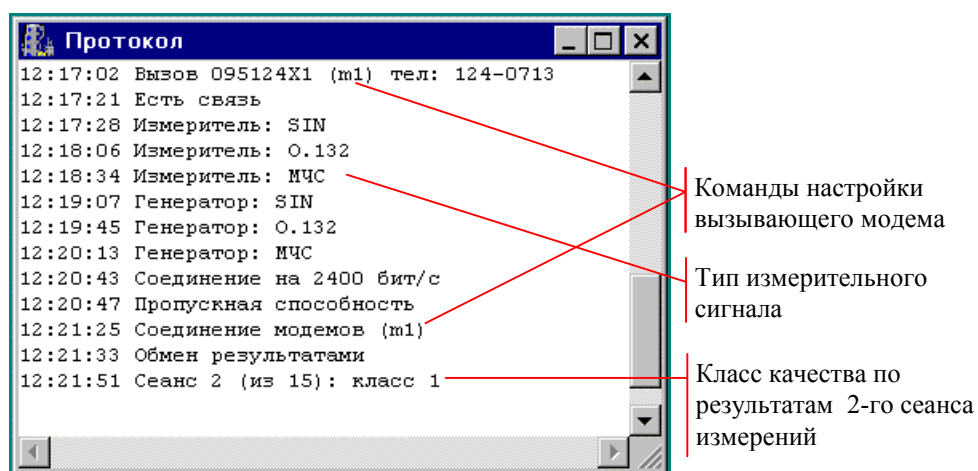 Протокол
12:17:02 Вызов 095124X1 (m1) тел: 124-0713
12:17:21 Есть связь
12:17:28 Измеритель: SIN
12:18:06 Измеритель: O.132
12:18:34 Измеритель: МЧС
12:19:07 Генератор: SIN
12:19:45 Генератор: O.132
12:20:13 Генератор: МЧС
12:20:43 Соединение на 2400 бит/с
12:20:47 Пропускная способность
12:21:25 Соединение модемов (m1)
12:21:33 Обмен результатами
12:21:51 Сеанс 2 (из 15): класс 1
Команды настройки
вызывающего модема
Тип измерительного
сигнала
Класс качества по
результатам 2-го сеанса
измерений